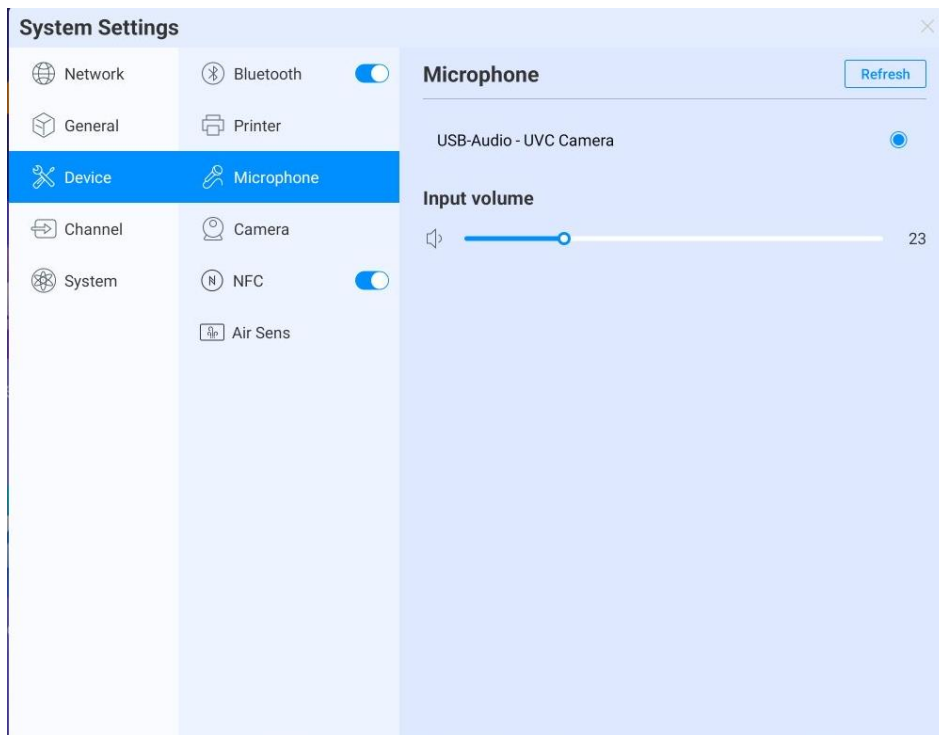 System Settings
Network
General
Device
Channel
System
Bluetooth
Printer
Microphone
Camera
NFC
Air Sens
Microphone
Refresh
USB-Audio - UVC Camera
Input volume
23